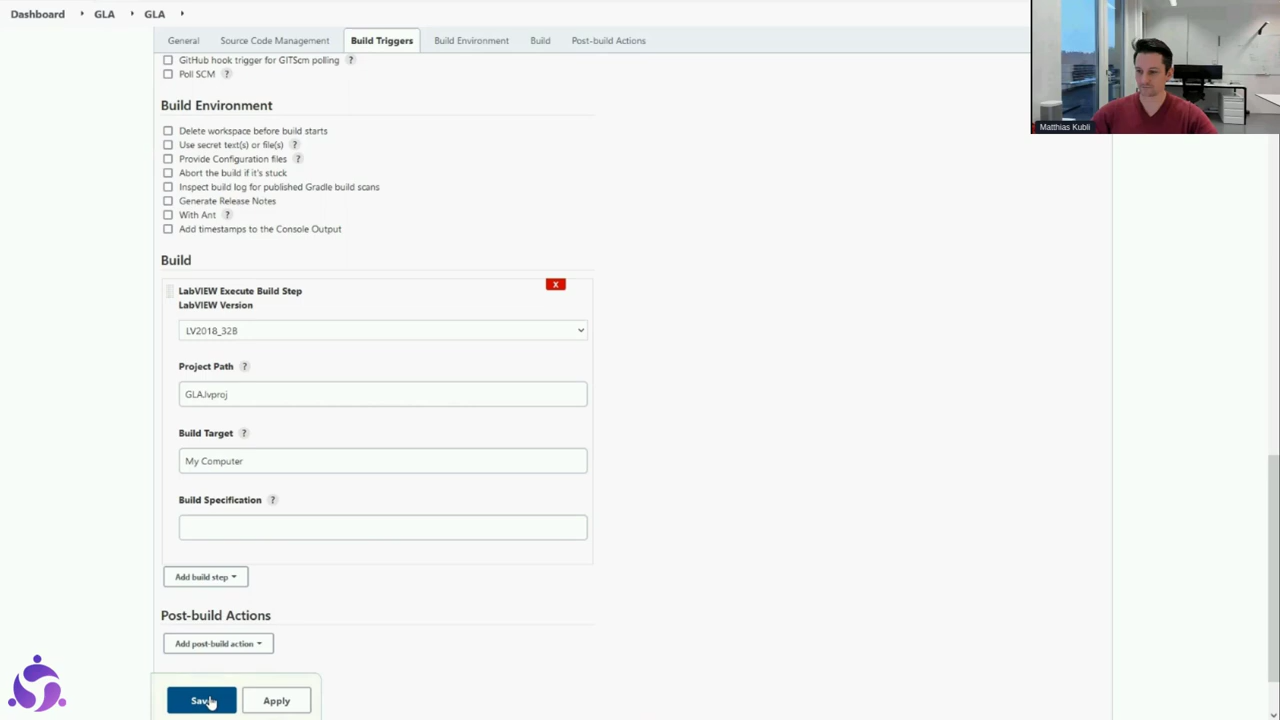 Dashboard
GLA
GLA
General
Source Code Management
Build Triggers
Build Environment
Build
Post-build Actions
GitHub hook trigger for GITScm polling
?
Poll SCM
?
Build Environment
Delete workspace before build starts
Use secret text(s) or file(s)
?
Provide Configuration files
?
Abort the build if it's stuck
Inspect build log for published Gradle build scans
Generate Release Notes
With Ant
?
Add timestamps to the Console Output
Build
X
LabVIEW Execute Build Step
LabVIEW Version
LV2018_32B
Project Path
?
GLA.lvproj
Build Target
?
My Computer
Build Specification
?
Add build step
Post-build Actions
Add post-build action
Save
Apply
Matthias Kubli